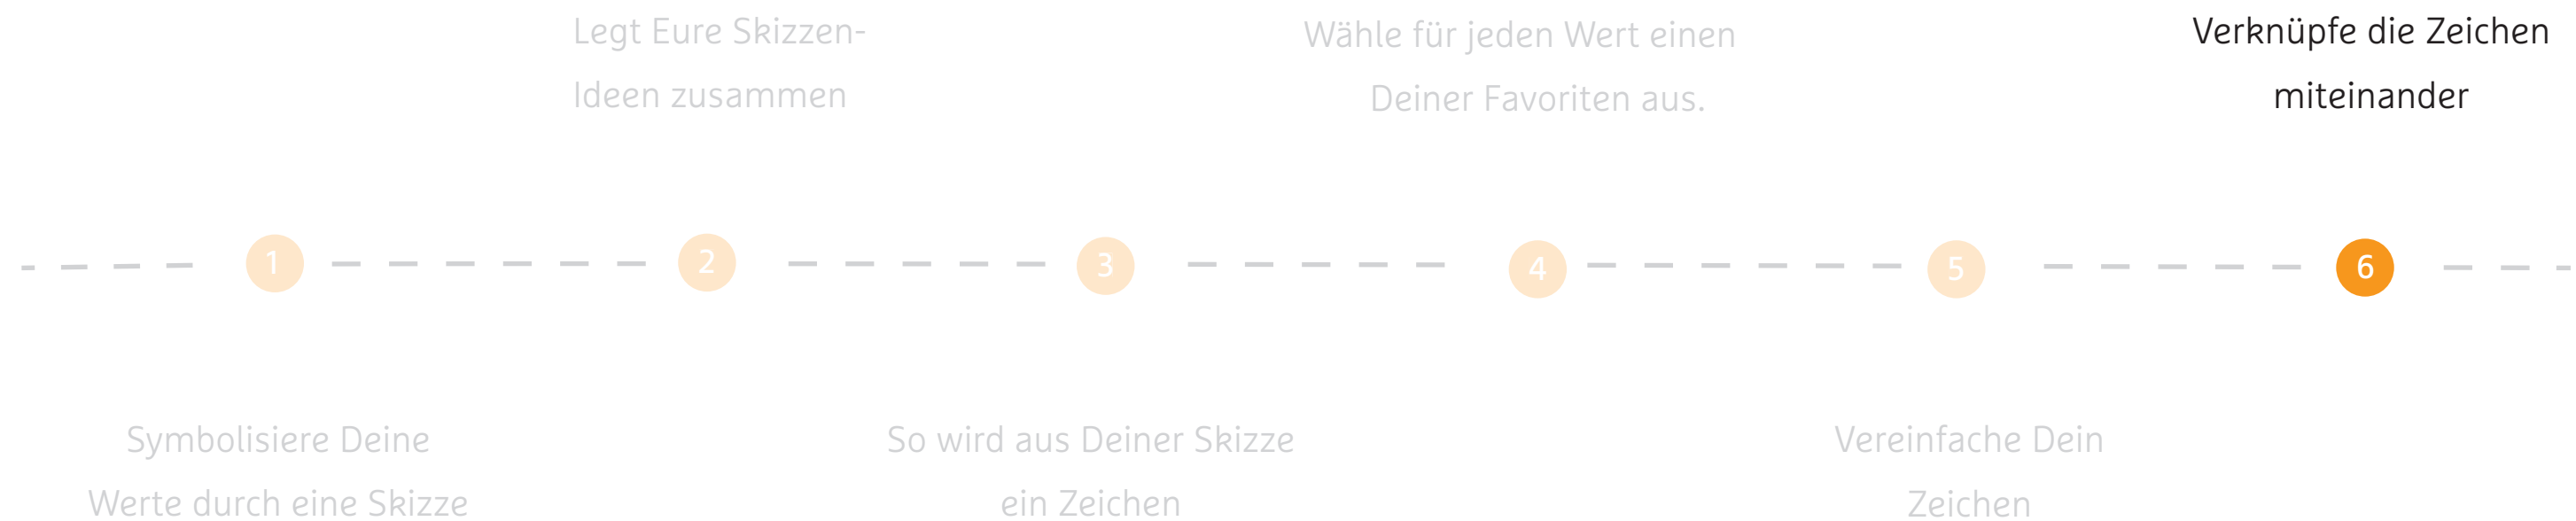 Legt Eure Skizzen-
Ideen zusammen
Wähle für jeden Wert einen
Deiner Favoriten aus.
Verknüpfe die Zeichen
miteinander
1
2
3
4
5
6
Symbolisiere Deine
Werte durch eine Skizze
So wird aus Deiner Skizze
ein Zeichen
Vereinfache Dein
Zeichen